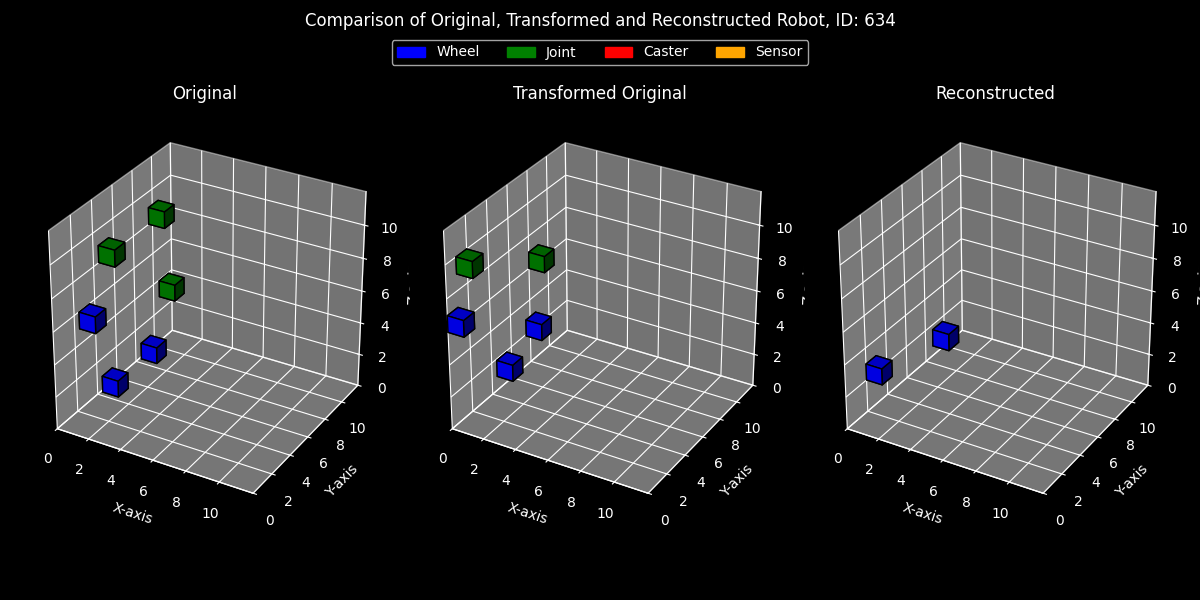 Comparison of Original, Transformed and Reconstructed Robot, ID: 634
Wheel Joint Caster Sensor
Original Transformed Original Reconstructed
10 10 10
8 8 8
6 6 6
4 4 4
2 2 2
0 0 0
10 10 10
8 8 8
6 6 6
4 4 4
2 2 2
0 0 0
0 2 4 6 8 10 0 2 4 6 8 10 0 2 4 6 8 10
X-axis Y-axis X-axis Y-axis X-axis Y-axis